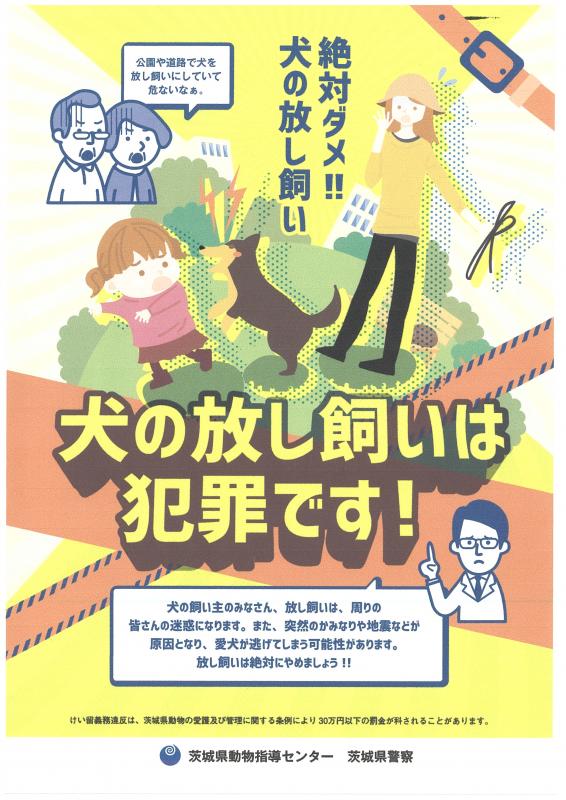 公園や道路で犬を
放し飼いにしていて
危ないなぁ。
絶対ダメ!!
犬の放し飼い
犬の放し飼いは
犯罪です!
犬の飼い主のみなさん、放し飼いは、周りの
皆さんの迷惑になります。また、突然のかみなりや地震などが
原因となり、愛犬が逃げてしまう可能性があります。
放し飼いは絶対にやめましょう!!
けい留義務違反は、茨城県動物の愛護及び管理に関する条例により30万円以下の罰金が科されることがあります。
茨城県動物指導センター 茨城県警察